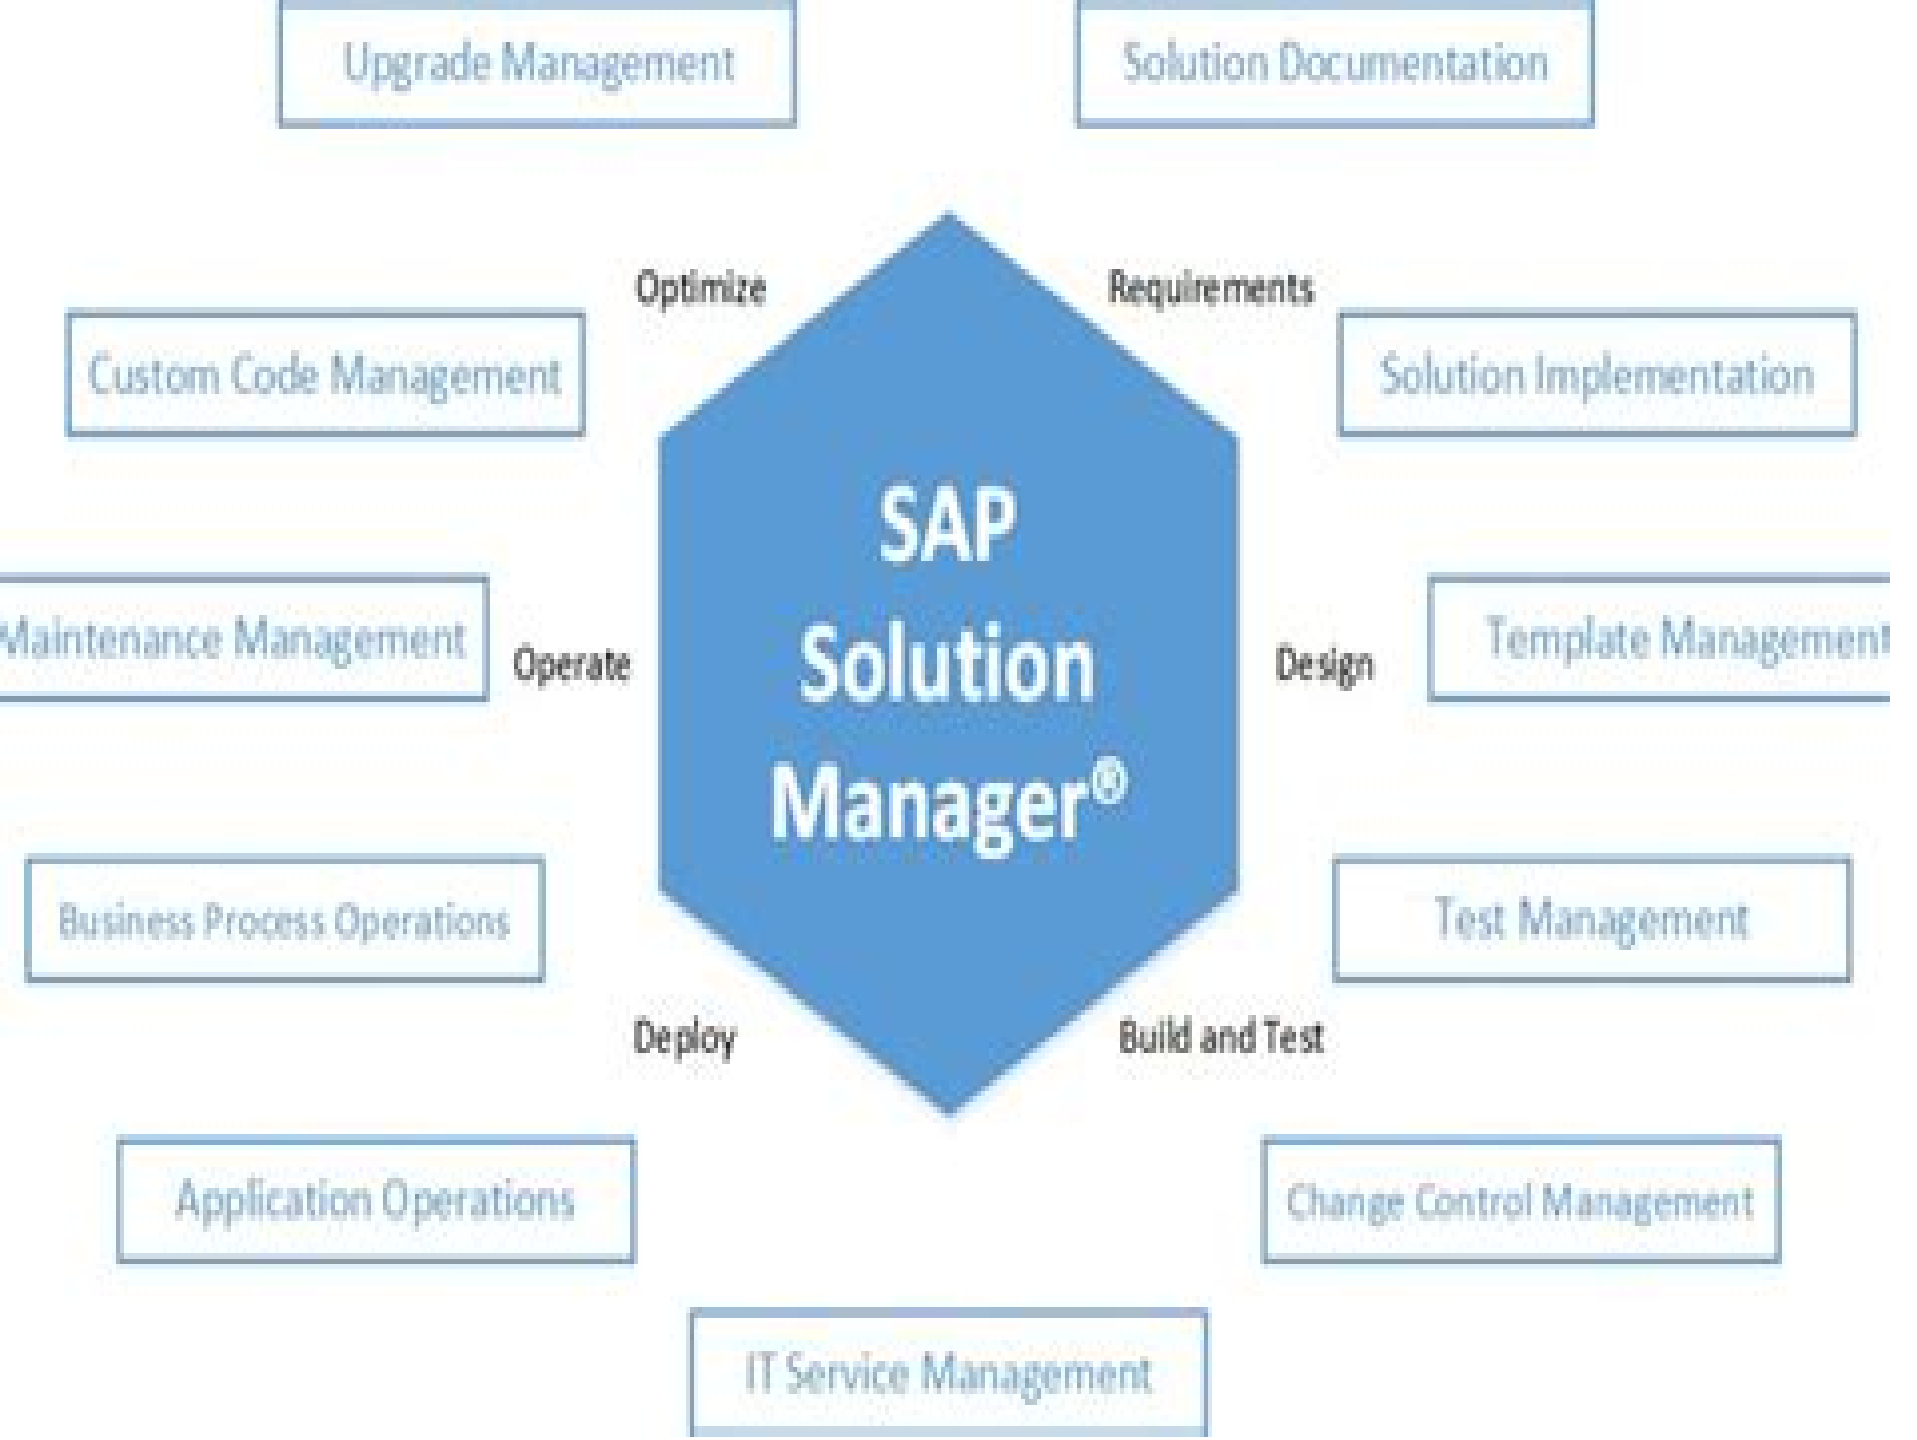 Upgrade Management
Solution Documentation
Optimize
Requirements
Custom Code Management
Solution Implementation
SAP
Solution
Manager®
Maintenance Management
Operate
Design
Template Management
Business Process Operations
Test Management
Deploy
Build and Test
Application Operations
Change Control Management
IT Service Management